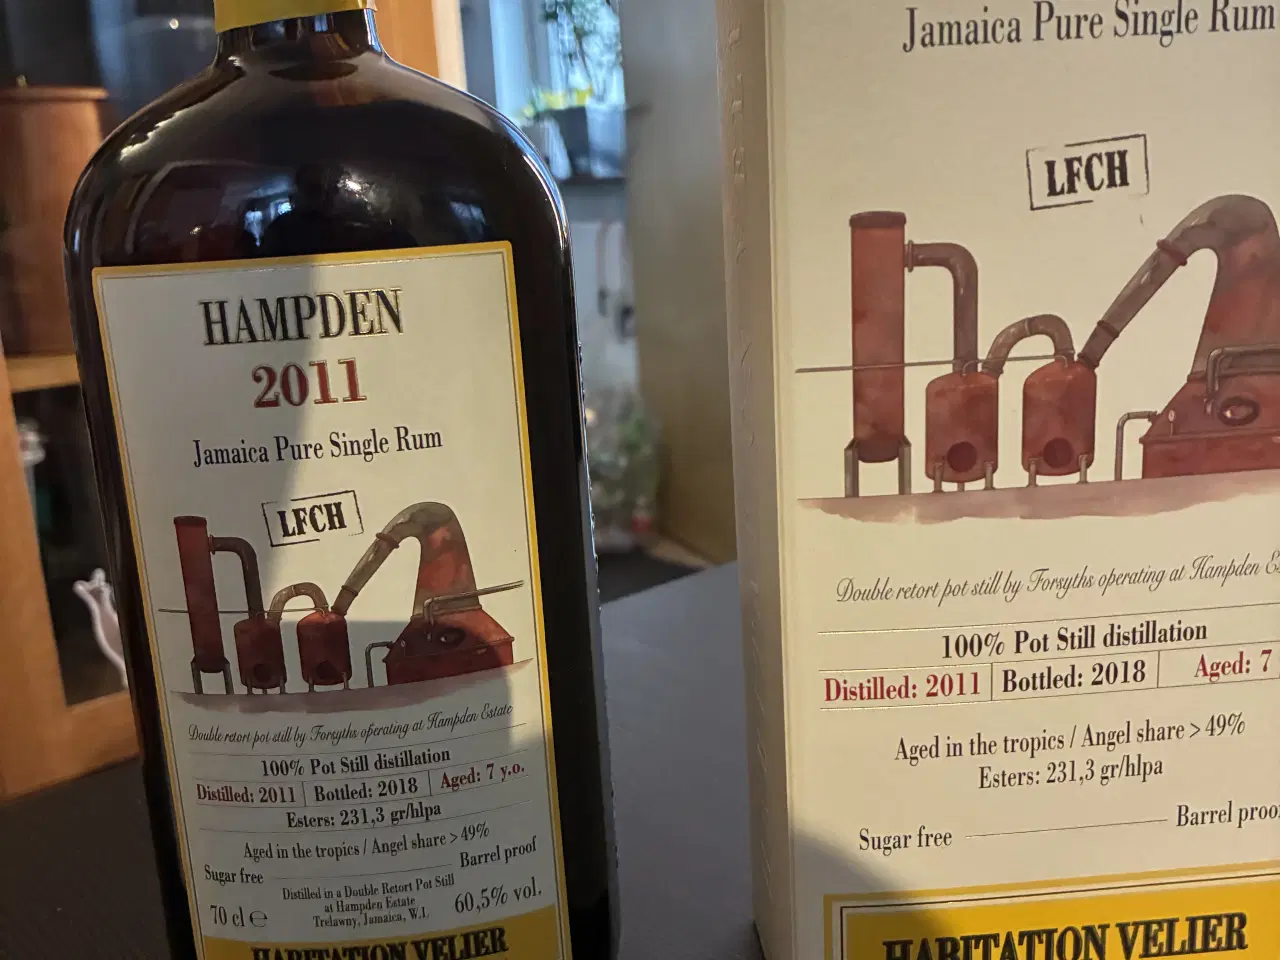 HAMPDEN
2011
Jamaica Pure Single Rum
LFCH
Double retort pot still by Forsyths operating at Hampden Estate
100% Pot Still distillation
Distilled: 2011 Bottled: 2018 Aged: 7 y.o.
Esters: 231,3 gr/hlpa
Aged in the tropics / Angel share > 49%
Sugar free Barrel proof
70 cl e
Distilled in a Double Retort Pot Still
at Hampden Estate
Trelawny, Jamaica, W.I.
60,5% vol.
HABITATION VELIER
Jamaica Pure Single Rum
LFCH
Double retort pot still by Forsyths operating at Hampden Es
100% Pot Still distillation
Distilled: 2011 Bottled: 2018 Aged: 7
Aged in the tropics / Angel share > 49%
Esters: 231,3 gr/hlpa
Sugar free Barrel proo
HABITATION VELIER